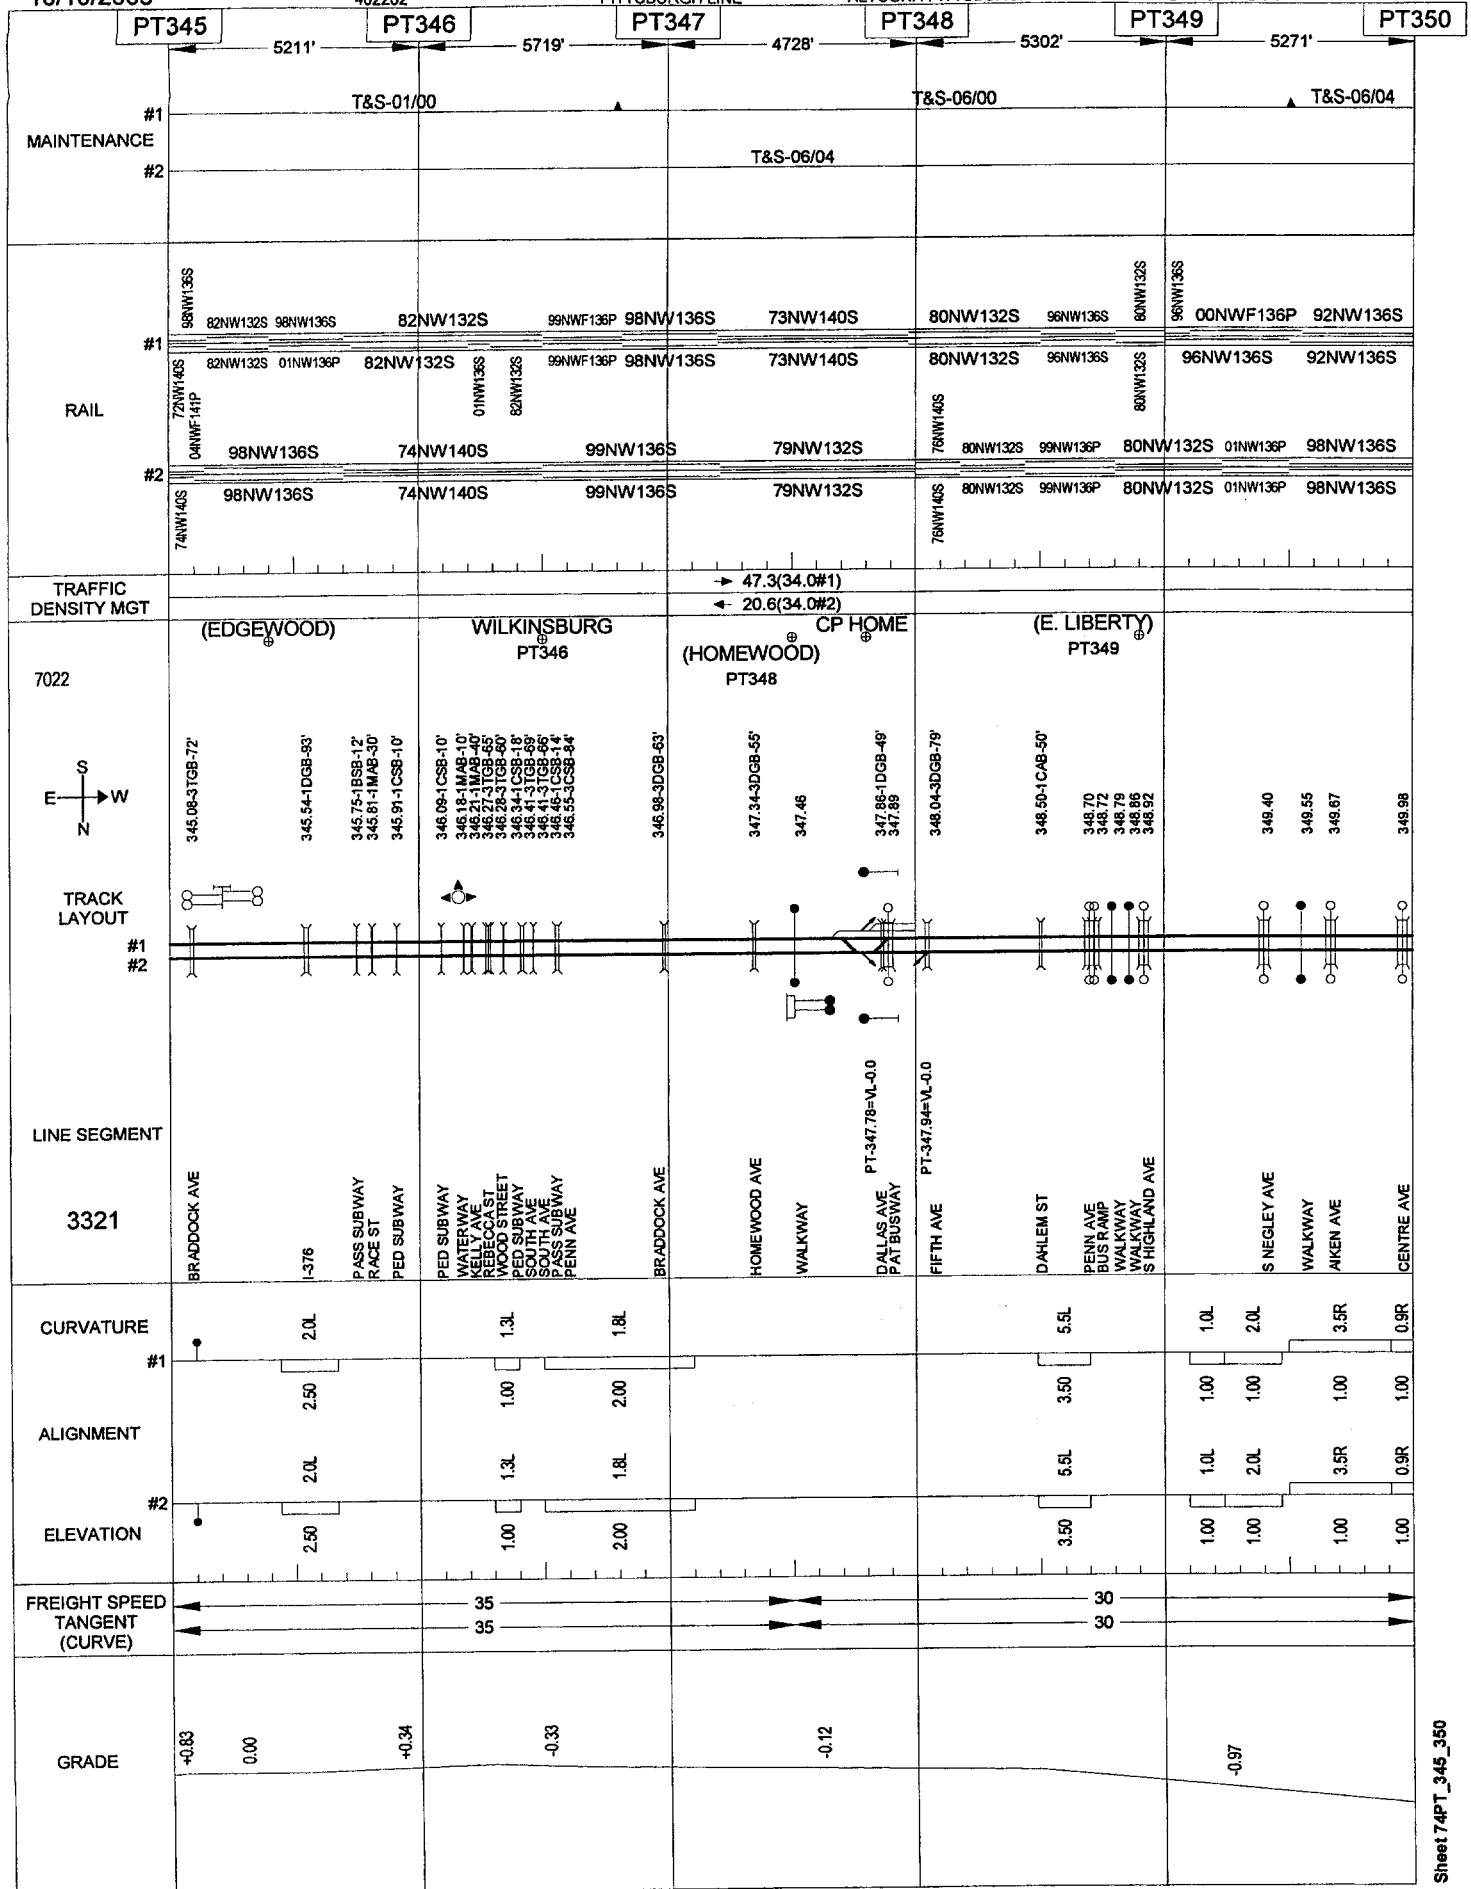 PT345 PT346 PT347 PT348 PT349 PT350
5211' 5719' 4728' 5302' 5271'
MAINTENANCE
#1 T&S-01/00 T&S-06/00 T&S-06/04
#2 T&S-06/04
RAIL
98NW136S 82NW132S 98NW136S 82NW132S 99NWF136P 98NW136S 73NW140S 80NW132S 96NW136S 80NW132S 96NW136S 00NWF136P 92NW136S
#1
72NW140S 82NW132S 01NW136P 82NW132S 01NW136S 82NW132S 99NWF136P 98NW136S 73NW140S 80NW132S 96NW136S 80NW132S 96NW136S 92NW136S
04NWF141P 98NW136S 74NW140S 99NW136S 79NW132S 76NW140S 80NW132S 99NW136P 80NW132S 01NW136P 98NW136S
#2
74NW140S 98NW136S 74NW140S 99NW136S 79NW132S 76NW140S 80NW132S 99NW136P 80NW132S 01NW136P 98NW136S
TRAFFIC
DENSITY MGT
47.3(34.0#1)
20.6(34.0#2)
(EDGEWOOD) WILKINSBURG (HOMEWOOD) CP HOME (E. LIBERTY)
PT346 PT348 PT349
7022
S
E W
N
345.08-3TGB-72'
345.54-1DGB-93'
345.75-1BSB-12'
345.81-1MAB-30'
345.91-1CSB-10'
346.09-1CSB-10'
346.18-1MAB-10'
346.21-1MAB-40'
346.27-3TGB-65'
346.28-3TGB-60'
346.34-1CSB-18'
346.41-3TGB-69'
346.41-3TGB-66'
346.46-1CSB-14'
346.55-3CSB-84'
346.98-3DGB-63'
347.34-3DGB-55'
347.46
347.86-1DGB-49'
347.89
348.04-3DGB-79'
348.50-1CAB-50'
348.70
348.72
348.79
348.86
348.92
349.40
349.55
349.67
349.98
TRACK
LAYOUT
#1
#2
LINE SEGMENT
3321
PT-347.78=VL-0.0
PT-347.94=VL-0.0
BRADDOCK AVE
I-376
PASS SUBWAY
RACE ST
PED SUBWAY
PED SUBWAY
WATERWAY
KELLY AVE
REBECCA ST
WOOD STREET
PED SUBWAY
SOUTH AVE
SOUTH AVE
PASS SUBWAY
PENN AVE
BRADDOCK AVE
HOMEWOOD AVE
WALKWAY
DALLAS AVE
PAT BUSWAY
FIFTH AVE
DAHLEM ST
PENN AVE
BUS RAMP
WALKWAY
WALKWAY
S HIGHLAND AVE
S NEGLEY AVE
WALKWAY
AIKEN AVE
CENTRE AVE
CURVATURE
2.0L 1.3L 1.8L 5.5L 1.0L 2.0L 3.5R 0.9R
#1
2.50 1.00 2.00 3.50 1.00 1.00 1.00 1.00
ALIGNMENT
2.0L 1.3L 1.8L 5.5L 1.0L 2.0L 3.5R 0.9R
#2
ELEVATION
2.50 1.00 2.00 3.50 1.00 1.00 1.00 1.00
FREIGHT SPEED
TANGENT
(CURVE)
35 30
35 30
GRADE
+0.83 0.00 +0.34 -0.33 -0.12 -0.97
Sheet 74PT_345_350